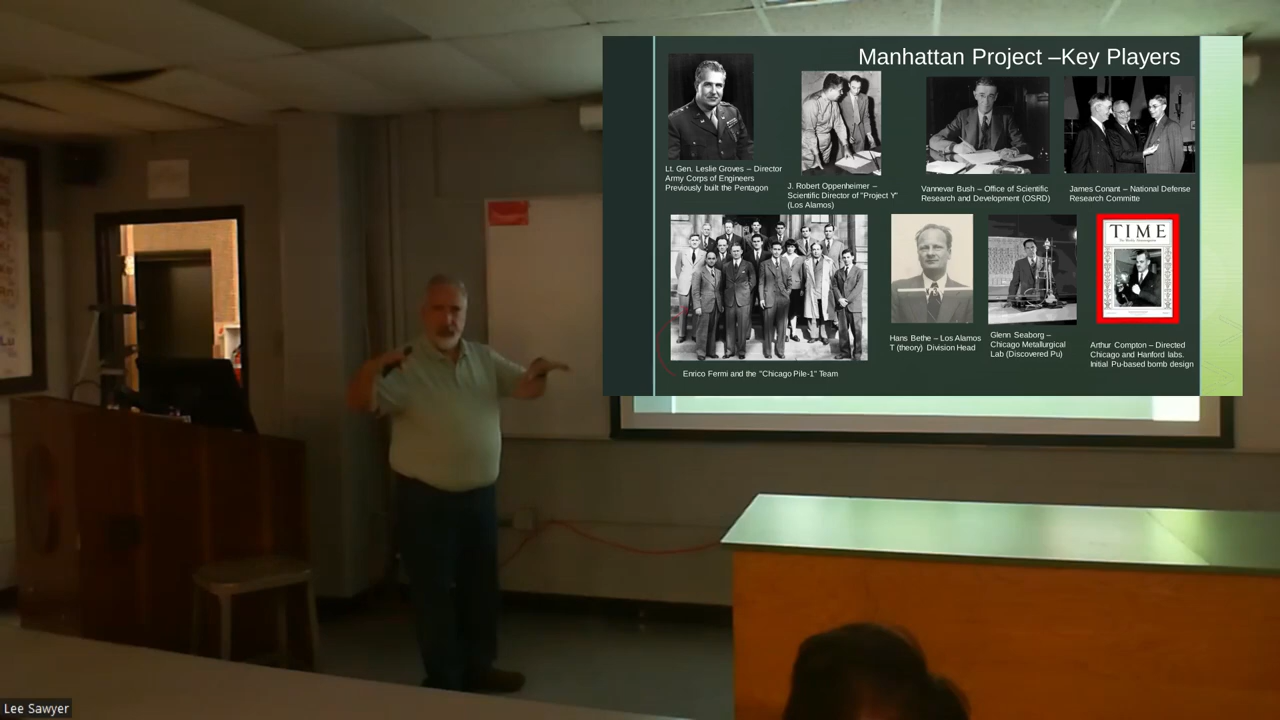 Manhattan Project –Key Players
Lt. Gen. Leslie Groves – Director
Army Corps of Engineers
Previously built the Pentagon
J. Robert Oppenheimer –
Scientific Director of "Project Y"
(Los Alamos)
Vannevar Bush – Office of Scientific
Research and Development (OSRD)
James Conant – National Defense
Research Committe
Enrico Fermi and the "Chicago Pile-1" Team
Hans Bethe – Los Alamos
T (theory) Division Head
Glenn Seaborg –
Chicago Metallurgical
Lab (Discovered Pu)
TIME
Arthur Compton – Directed
Chicago and Hanford labs.
Initial Pu-based bomb design
Lee Sawyer